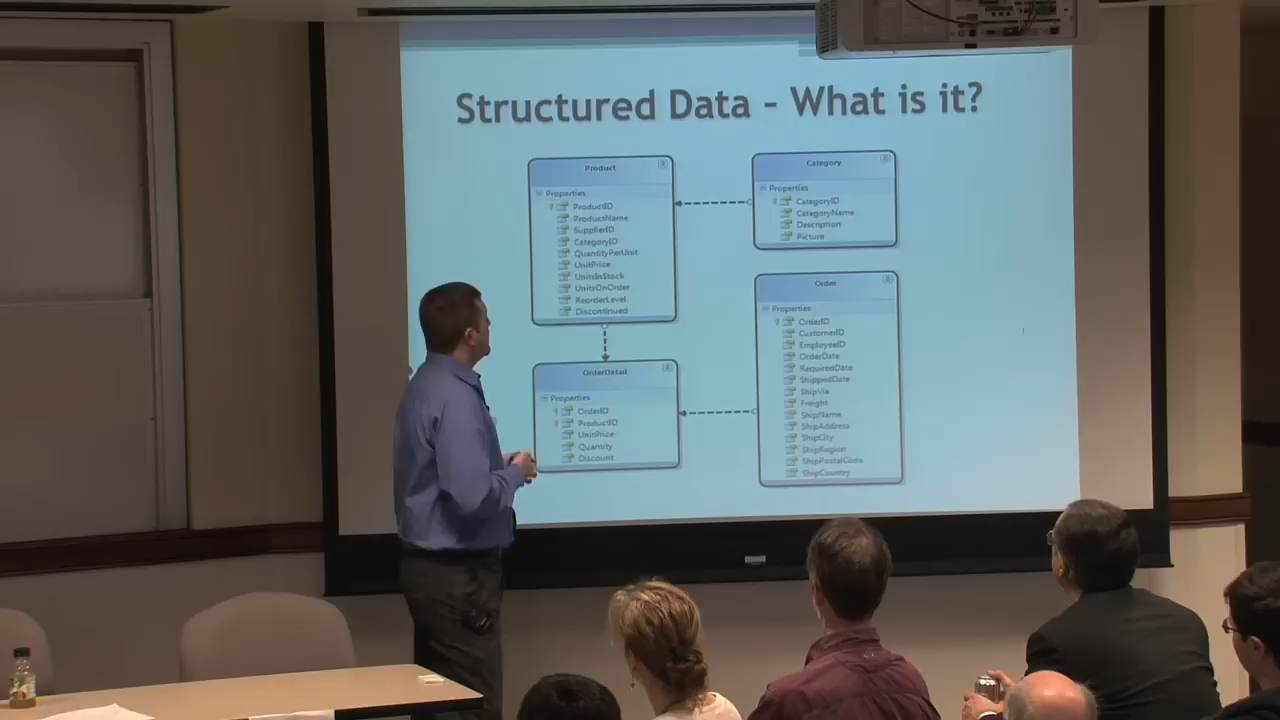 Structured Data - What is it?
Product
Properties
ProductID
ProductName
SupplierID
CategoryID
QuantityPerUnit
UnitPrice
UnitsInStock
UnitsOnOrder
ReorderLevel
Discontinued
Category
Properties
CategoryID
CategoryName
Description
Picture
OrderDetail
Properties
OrderID
ProductID
UnitPrice
Quantity
Discount
Order
Properties
OrderID
CustomerID
EmployeeID
OrderDate
RequiredDate
ShippedDate
ShipVia
Freight
ShipName
ShipAddress
ShipCity
ShipRegion
ShipPostalCode
ShipCountry